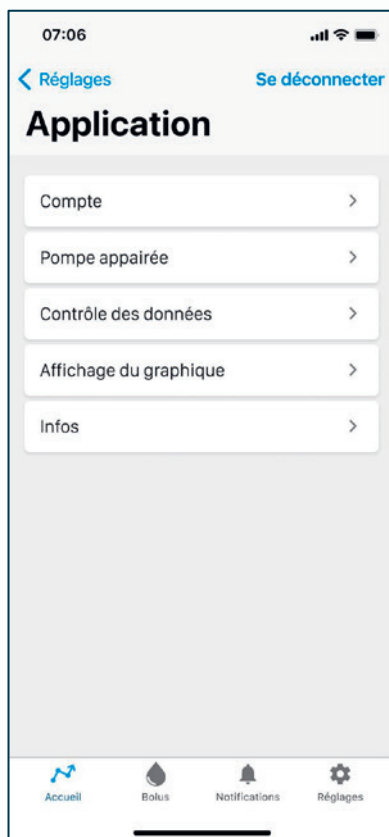 07:06
Réglages
Se déconnecter
Application
Compte
Pompe appairée
Contrôle des données
Affichage du graphique
Infos
Accueil
Bolus
Notifications
Réglages